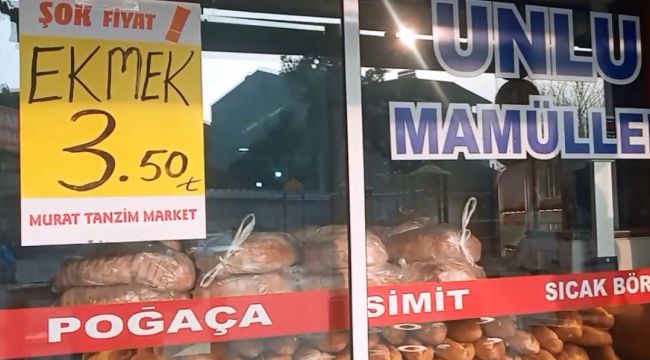 ŞOK FİYAT !
EKMEK
3.50 ₺
MURAT TANZİM MARKET
UNLU
MAMÜLLE
POĞAÇA
SİMİT
SICAK BÖR